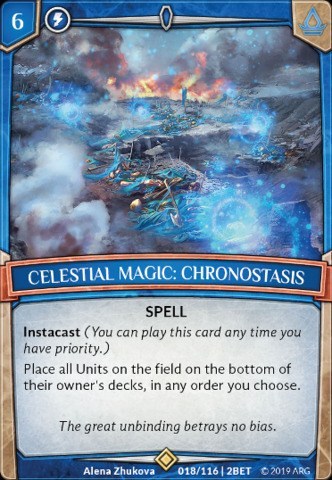 6
CELESTIAL MAGIC: CHRONOSTASIS
SPELL
Instacast (You can play this card any time you
have priority.)
Place all Units on the field on the bottom of
their owner's decks, in any order you choose.
The great unbinding betrays no bias.
Alena Zhukova 018/116 | 2BET © 2019 ARG